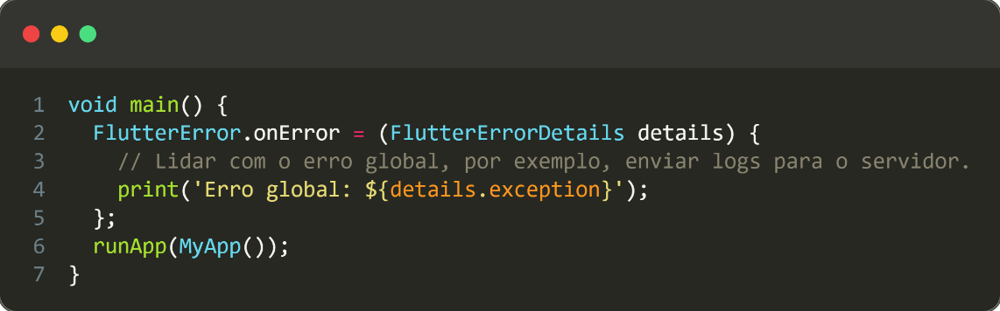 1 void main() {
2   FlutterError.onError = (FlutterErrorDetails details) {
3     // Lidar com o erro global, por exemplo, enviar logs para o servidor.
4     print('Erro global: ${details.exception}');
5   };
6   runApp(MyApp());
7 }